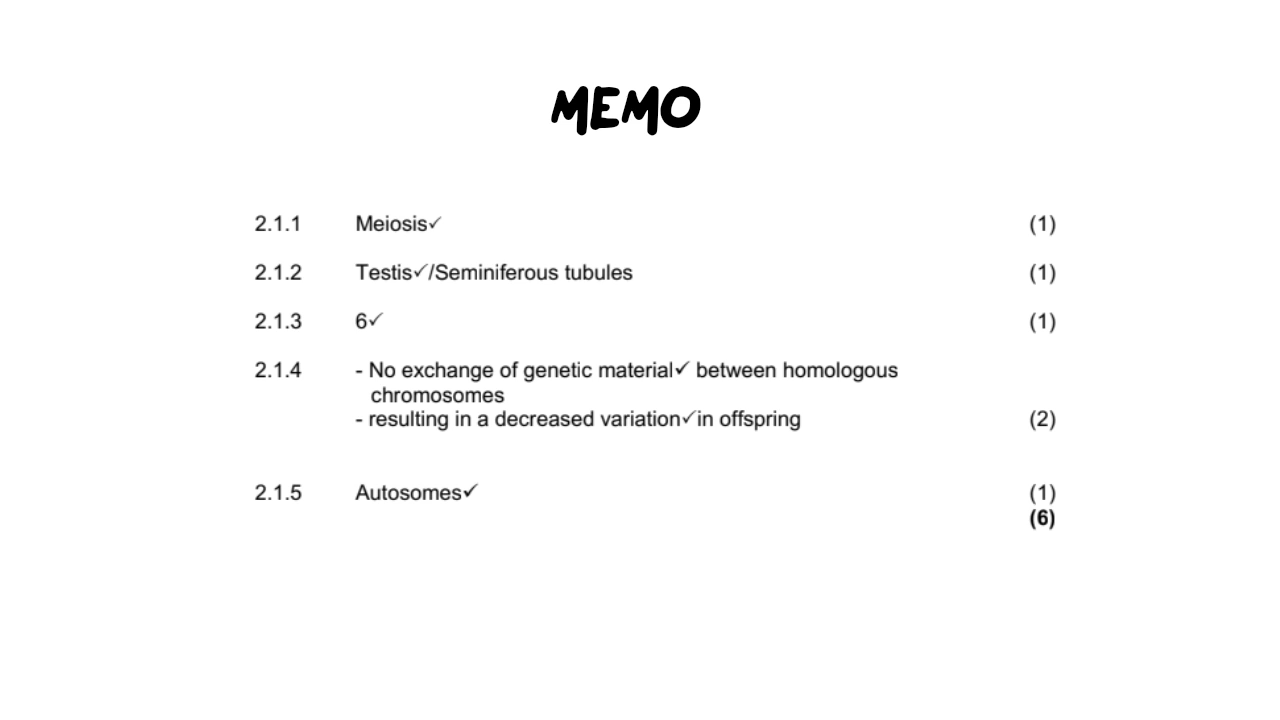 MEMO
2.1.1 Meiosis✓ (1)
2.1.2 Testis✓/Seminiferous tubules (1)
2.1.3 6✓ (1)
2.1.4 - No exchange of genetic material✓ between homologous
chromosomes
- resulting in a decreased variation✓in offspring (2)
2.1.5 Autosomes✓ (1)
(6)